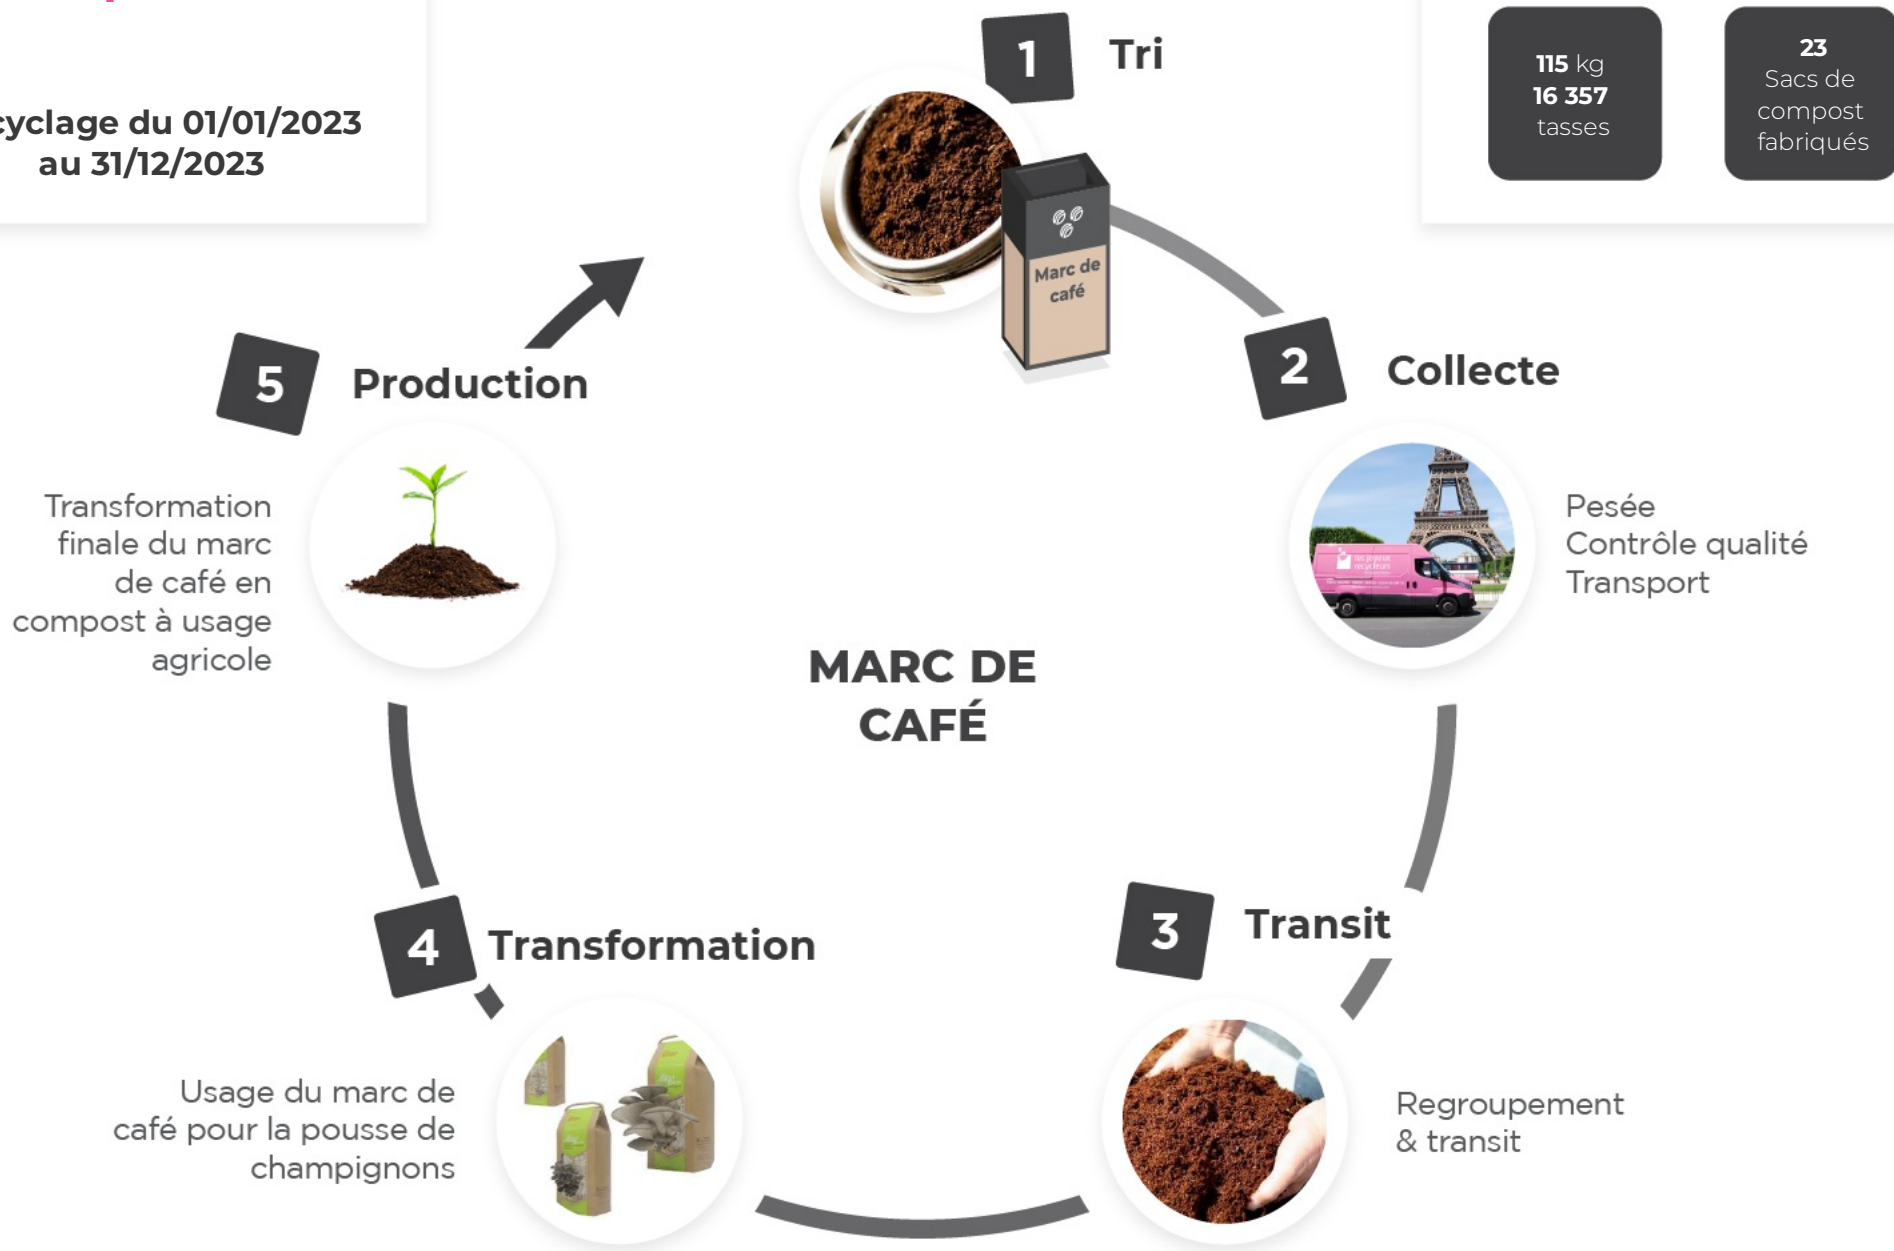 cyclage du 01/01/2023
au 31/12/2023
115 kg
16 357
tasses
23
Sacs de
compost
fabriqués
1
Tri
Marc de
café
2
Collecte
Pesée
Contrôle qualité
Transport
les joyeux
recycleurs
3
Transit
Regroupement
& transit
4
Transformation
Usage du marc de
café pour la pousse de
champignons
5
Production
Transformation
finale du marc
de café en
compost à usage
agricole
MARC DE
CAFÉ